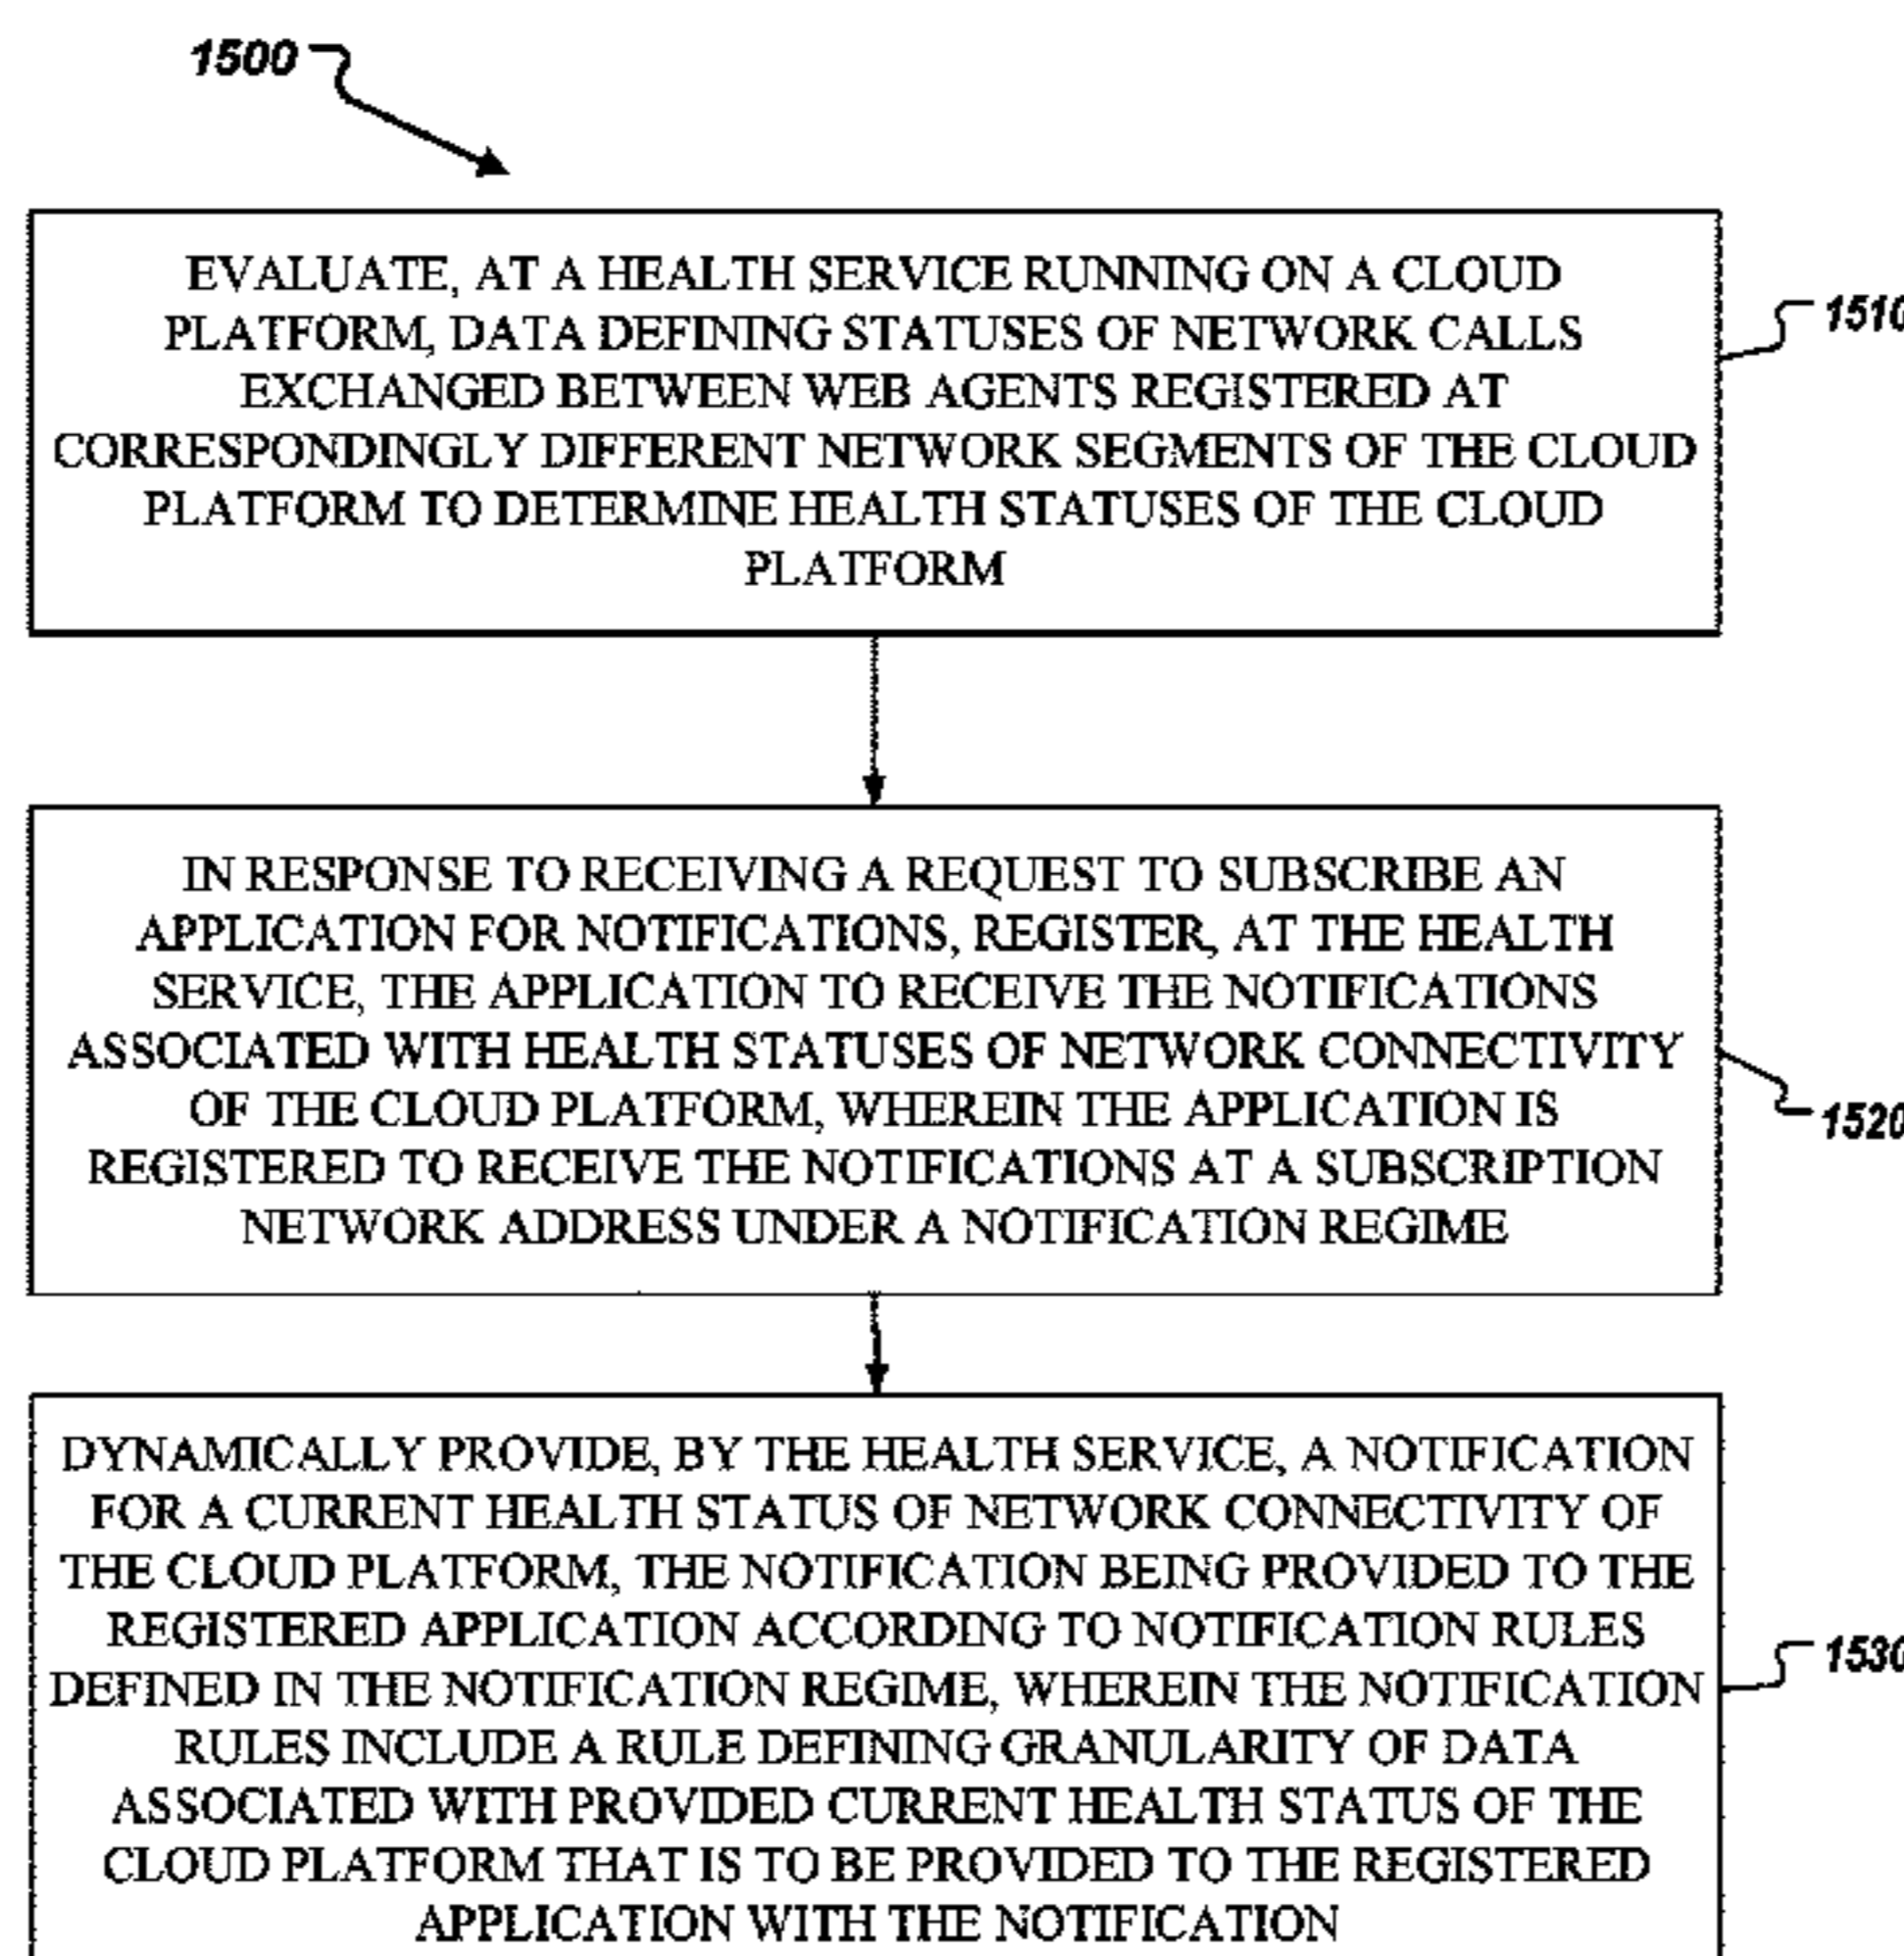 1500
EVALUATE, AT A HEALTH SERVICE RUNNING ON A CLOUD
PLATFORM, DATA DEFINING STATUSES OF NETWORK CALLS
EXCHANGED BETWEEN WEB AGENTS REGISTERED AT
CORRESPONDINGLY DIFFERENT NETWORK SEGMENTS OF THE CLOUD
PLATFORM TO DETERMINE HEALTH STATUSES OF THE CLOUD
PLATFORM
1510
IN RESPONSE TO RECEIVING A REQUEST TO SUBSCRIBE AN
APPLICATION FOR NOTIFICATIONS, REGISTER, AT THE HEALTH
SERVICE, THE APPLICATION TO RECEIVE THE NOTIFICATIONS
ASSOCIATED WITH HEALTH STATUSES OF NETWORK CONNECTIVITY
OF THE CLOUD PLATFORM, WHEREIN THE APPLICATION IS
REGISTERED TO RECEIVE THE NOTIFICATIONS AT A SUBSCRIPTION
NETWORK ADDRESS UNDER A NOTIFICATION REGIME
1520
DYNAMICALLY PROVIDE, BY THE HEALTH SERVICE, A NOTIFICATION
FOR A CURRENT HEALTH STATUS OF NETWORK CONNECTIVITY OF
THE CLOUD PLATFORM, THE NOTIFICATION BEING PROVIDED TO THE
REGISTERED APPLICATION ACCORDING TO NOTIFICATION RULES
DEFINED IN THE NOTIFICATION REGIME, WHEREIN THE NOTIFICATION
RULES INCLUDE A RULE DEFINING GRANULARITY OF DATA
ASSOCIATED WITH PROVIDED CURRENT HEALTH STATUS OF THE
CLOUD PLATFORM THAT IS TO BE PROVIDED TO THE REGISTERED
APPLICATION WITH THE NOTIFICATION
1530